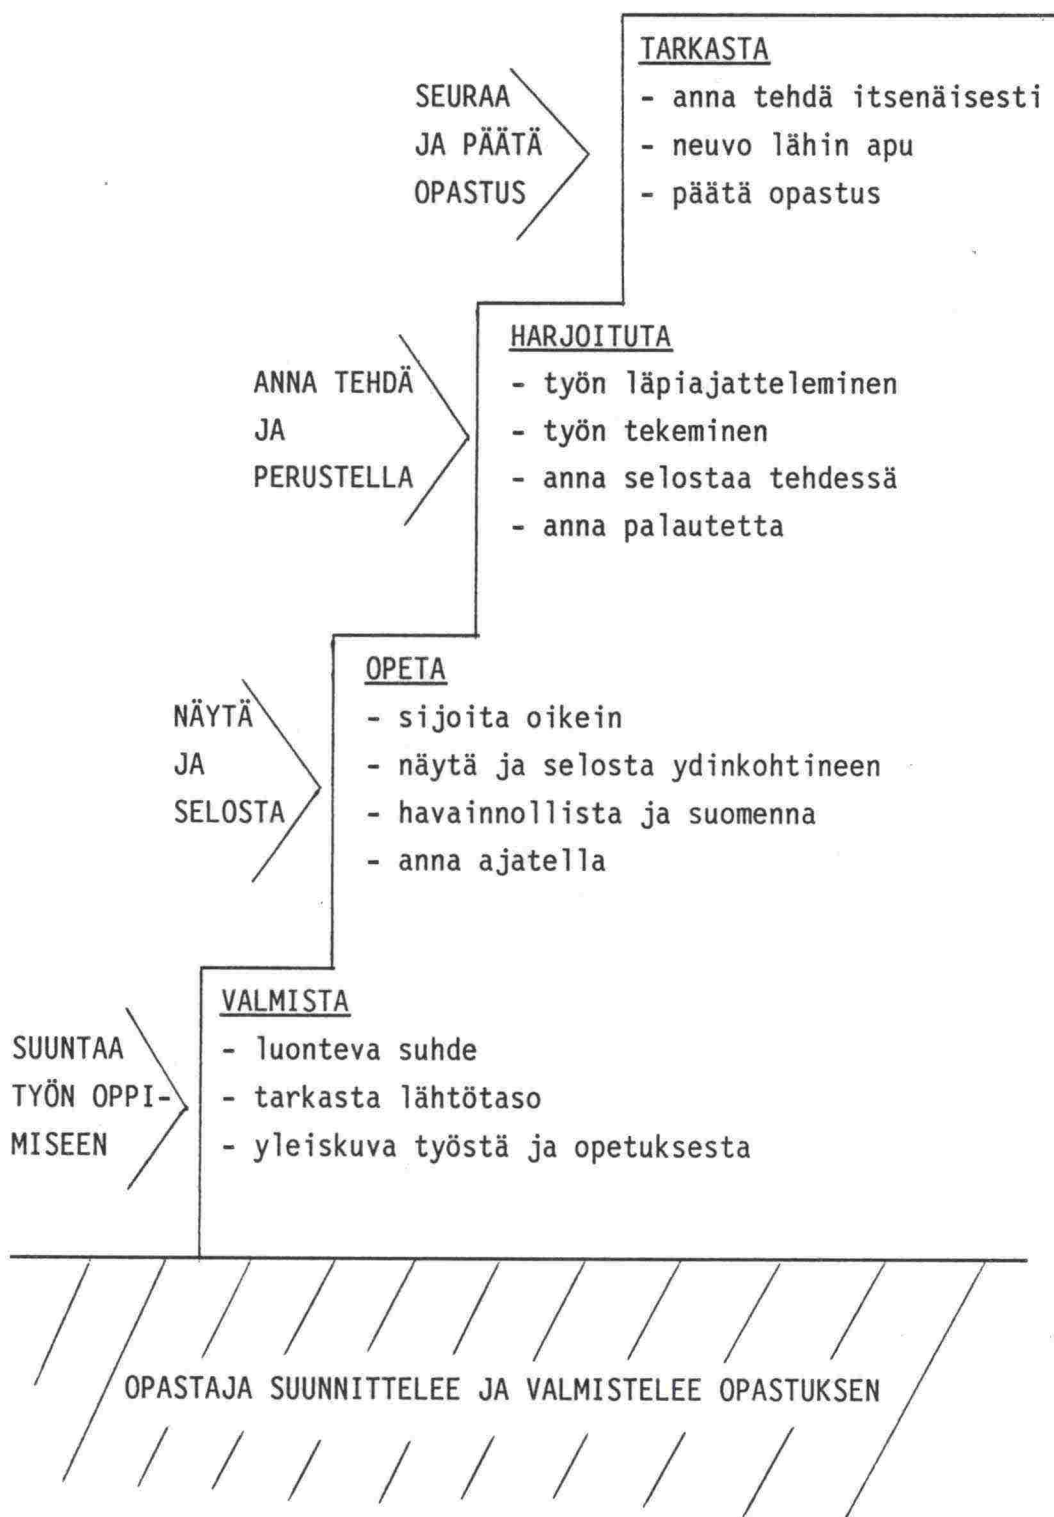 TARKASTA
SEURAA
JA PÄÄTÄ
OPASTUS
- anna tehdä itsenäisesti
- neuvo lähin apu
- päätä opastus
HARJOITUTA
ANNA TEHDÄ
JA
PERUSTELLA
- työn läpiajatteleminen
- työn tekeminen
- anna selostaa tehdessä
- anna palautetta
OPETA
NÄYTÄ
JA
SELOSTA
- sijoita oikein
- näytä ja selosta ydinkohtineen
- havainnollista ja suomenna
- anna ajatella
VALMISTA
SUUNTAA
TYÖN OPPI-
MISEEN
- luonteva suhde
- tarkasta lähtötaso
- yleiskuva työstä ja opetuksesta
OPASTAJA SUUNNITTELEE JA VALMISTELEE OPASTUKSEN